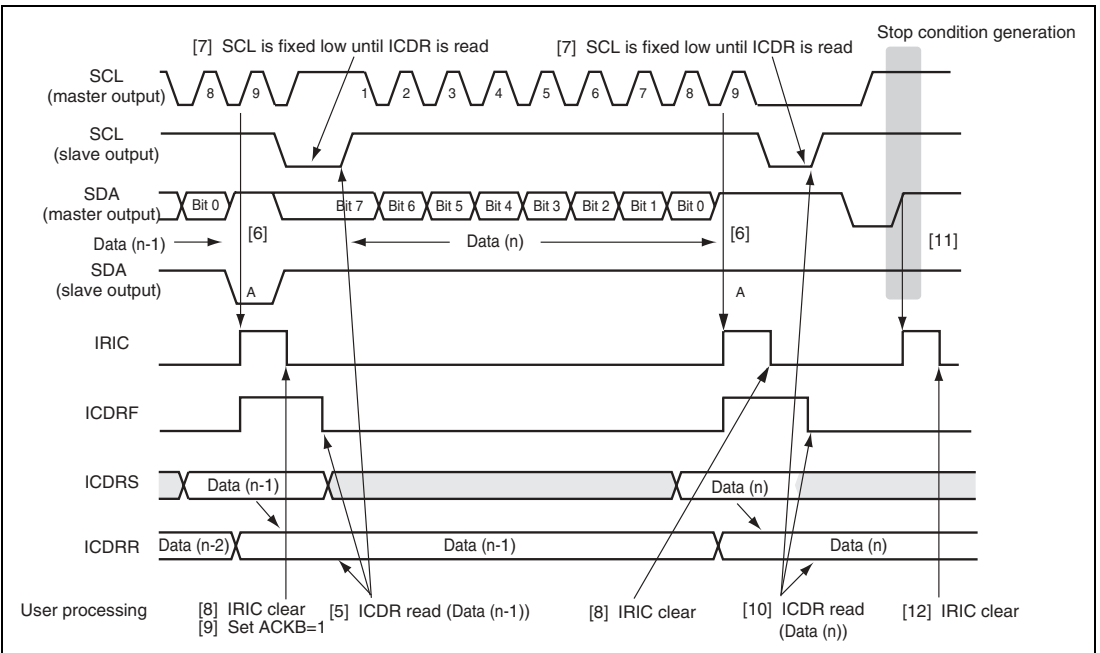 Stop condition generation
[7] SCL is fixed low until ICDR is read
[7] SCL is fixed low until ICDR is read
SCL
(master output)
8 9 1 2 3 4 5 6 7 8 9
SCL
(slave output)
SDA
(master output)
Bit 0 Bit 7 Bit 6 Bit 5 Bit 4 Bit 3 Bit 2 Bit 1 Bit 0
Data (n-1) [6] Data (n) [6] [11]
SDA
(slave output)
A A
IRIC
ICDRF
ICDRS Data (n-1) Data (n)
ICDRR Data (n-2) Data (n-1) Data (n)
User processing
[8] IRIC clear
[9] Set ACKB=1
[5] ICDR read (Data (n-1))
[8] IRIC clear
[10] ICDR read
(Data (n))
[12] IRIC clear